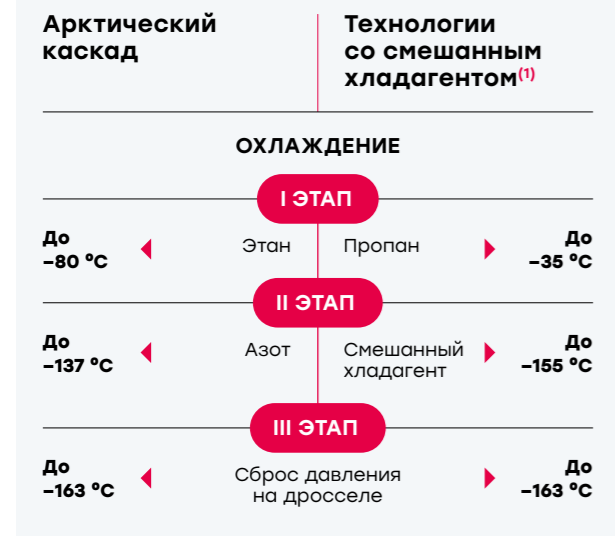 Арктический
каскад
Технологии
со смешанным
хладагентом(1)
ОХЛАЖДЕНИЕ
I ЭТАП
До
–80 °C
Этан
Пропан
До
–35 °C
II ЭТАП
До
–137 °C
Азот
Смешанный
хладагент
До
–155 °C
III ЭТАП
До
–163 °C
Сброс давления
на дросселе
До
–163 °C